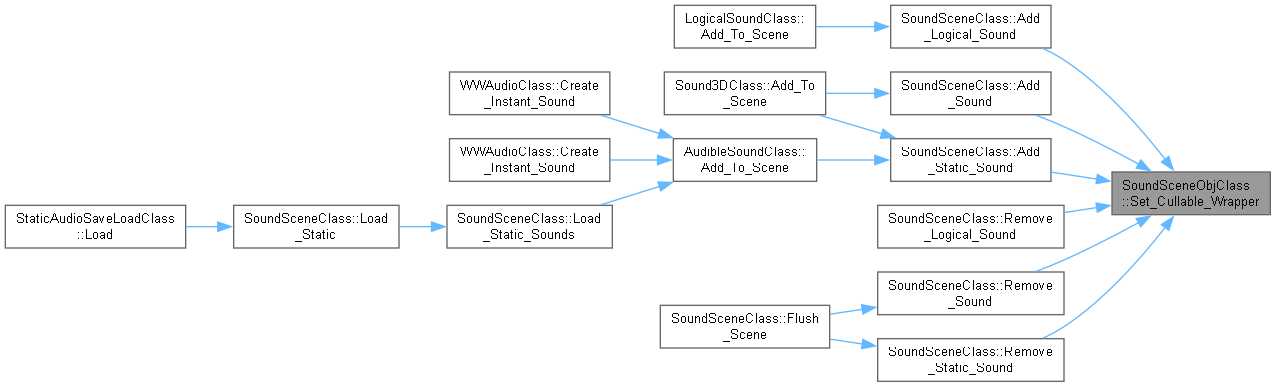 LogicalSoundClass::
Add_To_Scene
SoundSceneClass::Add
_Logical_Sound
WWAudioClass::Create
_Instant_Sound
Sound3DClass::Add_To
_Scene
SoundSceneClass::Add
_Sound
WWAudioClass::Create
_Instant_Sound
AudibleSoundClass::
Add_To_Scene
SoundSceneClass::Add
_Static_Sound
SoundSceneObjClass
::Set_Cullable_Wrapper
StaticAudioSaveLoadClass
::Load
SoundSceneClass::Load
_Static
SoundSceneClass::Load
_Static_Sounds
SoundSceneClass::Remove
_Logical_Sound
SoundSceneClass::Remove
_Sound
SoundSceneClass::Flush
_Scene
SoundSceneClass::Remove
_Static_Sound